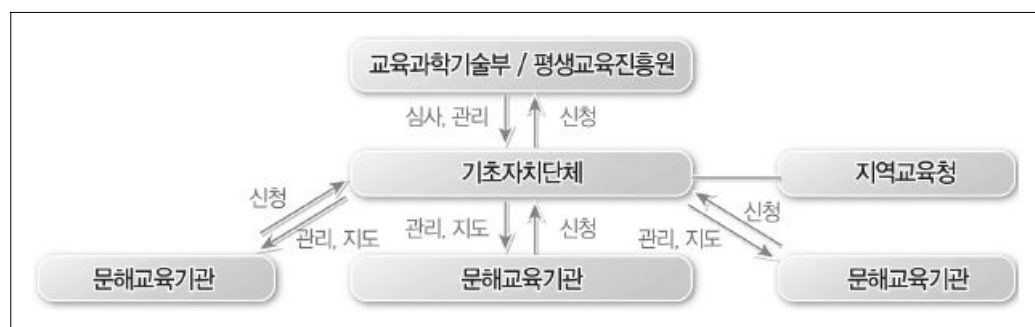 교육과학기술부 / 평생교육진흥원
심사, 관리 신청
기초자치단체 지역교육청
신청 관리, 지도 관리, 지도 신청 관리, 지도 신청
문해교육기관 문해교육기관 문해교육기관